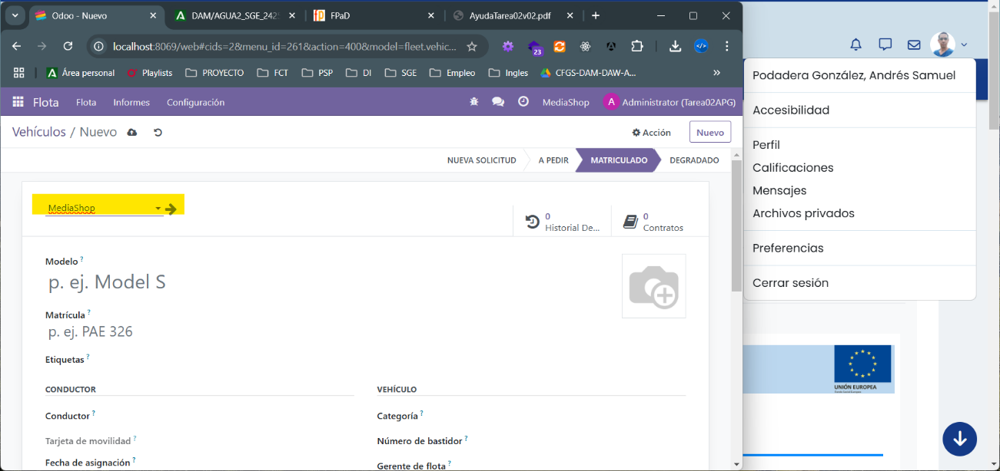 Odoo - Nuevo
DAM/AGUA2_SGE_242
FPaD
AyudaTarea02v02.pdf
localhost:8069/web#cids=2&menu_id=261&action=400&model=fleet.vehic...
23
Área personal
Playlists
PROYECTO
FCT
PSP
DI
SGE
Empleo
Ingles
CFGS-DAM-DAW-A...
Flota
Flota
Informes
Configuración
MediaShop
A
Administrator (Tarea02APG)
Vehículos / Nuevo
Acción
Nuevo
NUEVA SOLICITUD
A PEDIR
MATRICULADO
DEGRADADO
MediaShop
0
Historial De...
0
Contratos
Modelo ?
p. ej. Model S
Matrícula ?
p. ej. PAE 326
Etiquetas ?
CONDUCTOR
VEHÍCULO
Conductor ?
Categoría ?
Tarjeta de movilidad ?
Número de bastidor ?
Fecha de asignación ?
Gerente de flota ?
Podadera González, Andrés Samuel
Accesibilidad
Perfil
Calificaciones
Mensajes
Archivos privados
Preferencias
Cerrar sesión
UNIÓN EUROPEA
Fondo Social Europeo